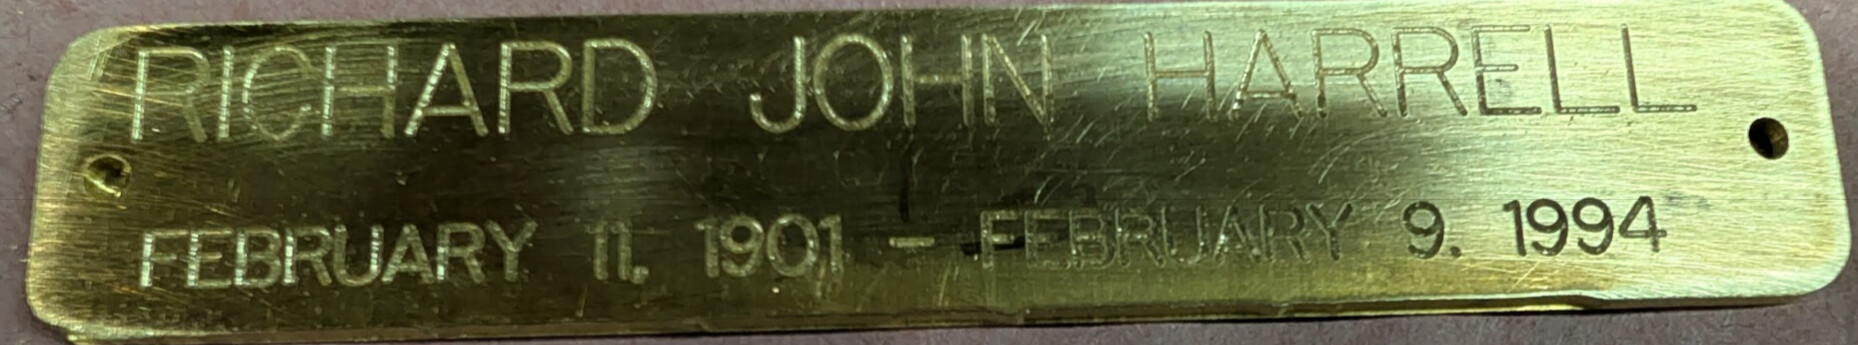 RICHARD JOHN HARRELL
FEBRUARY 11. 1901 - FEBRUARY 9. 1994